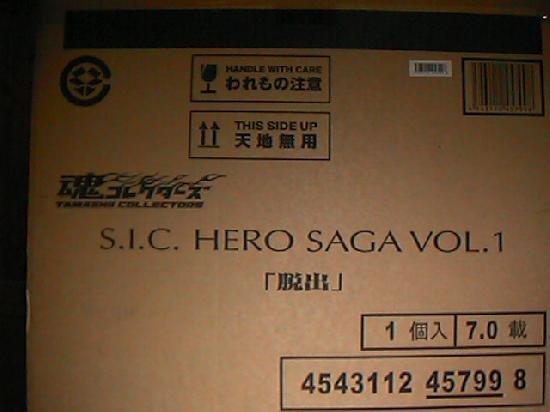 HANDLE WITH CARE
われもの注意
THIS SIDE UP
天地無用
魂コレクターズ
TAMASHII COLLECTORS
S.I.C. HERO SAGA VOL.1
「脱出」
1個入 7.0載
4543112 45799 8